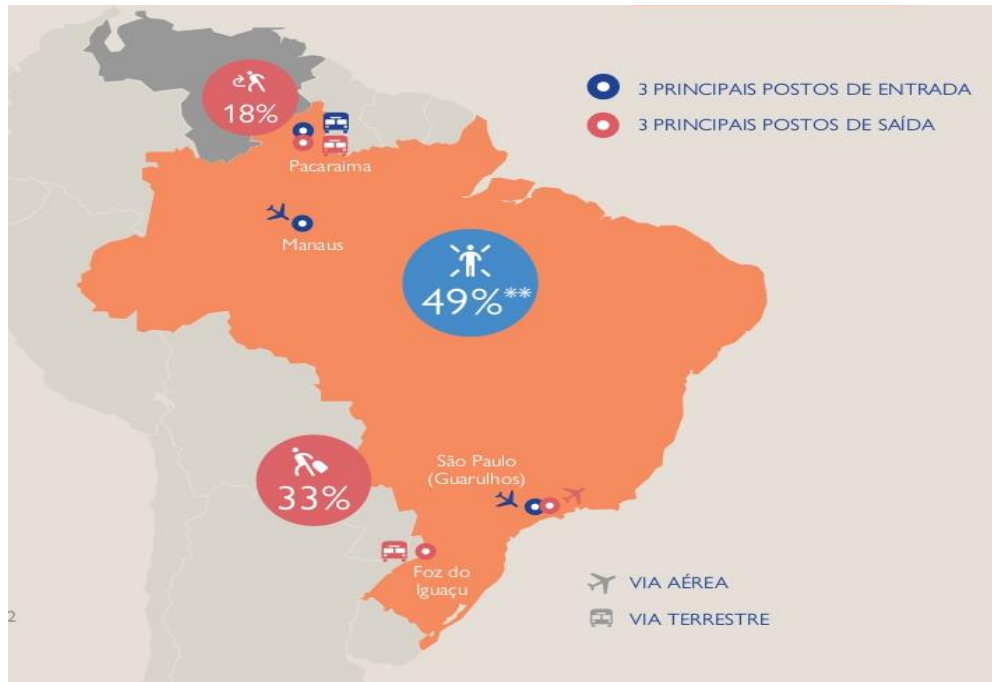 18%
3 PRINCIPAIS POSTOS DE ENTRADA
3 PRINCIPAIS POSTOS DE SAÍDA
Pacaraima
Manaus
49%**
33%
São Paulo
(Guarulhos)
Foz do
Iguaçu
VIA AÉREA
VIA TERRESTRE
2